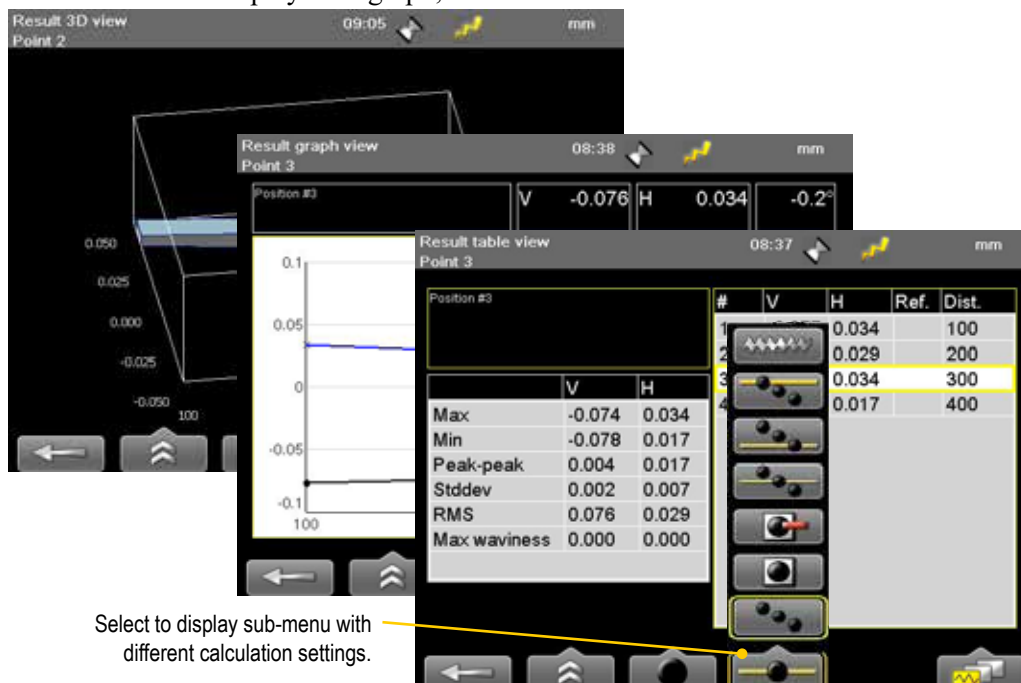 Result 3D view 09:05 mm
Point 2
0.050
0.025
0.000
-0.025
-0.050
100
Result graph view 08:38 mm
Point 3
Position #3 V -0.076 H 0.034 -0.2°
0.1
0.05
0
-0.05
-0.1
100
Result table view 08:37 mm
Point 3
Position #3
V H
Max -0.074 0.034
Min -0.078 0.017
Peak-peak 0.004 0.017
Stddev 0.002 0.007
RMS 0.076 0.029
Max waviness 0.000 0.000
# V H Ref. Dist.
1 0.034 100
2 0.029 200
3 0.034 300
4 0.017 400
Select to display sub-menu with
different calculation settings.